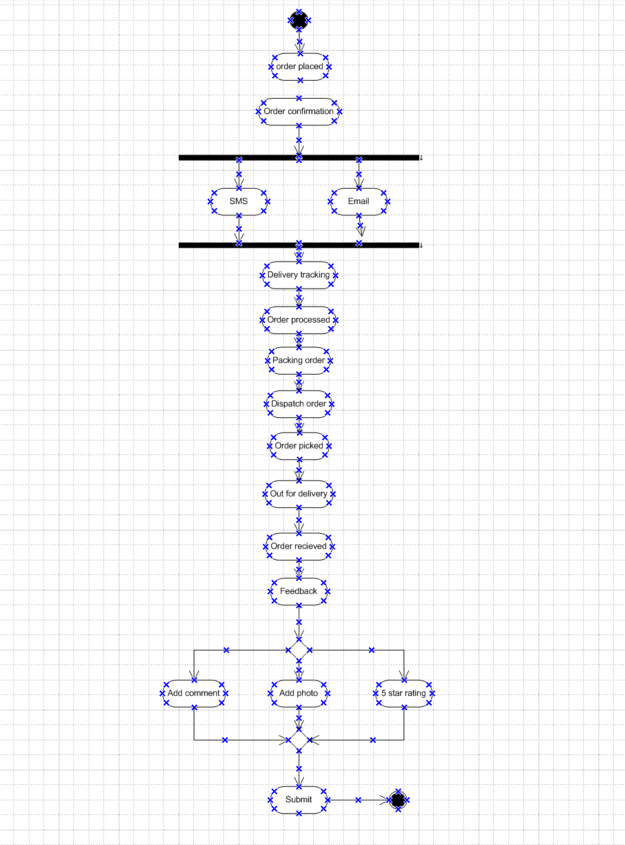 order placed
Order confirmation
SMS
Email
Delivery tracking
Order processed
Packing order
Dispatch order
Order picked
Out for delivery
Order recieved
Feedback
Add comment
Add photo
5 star rating
Submit